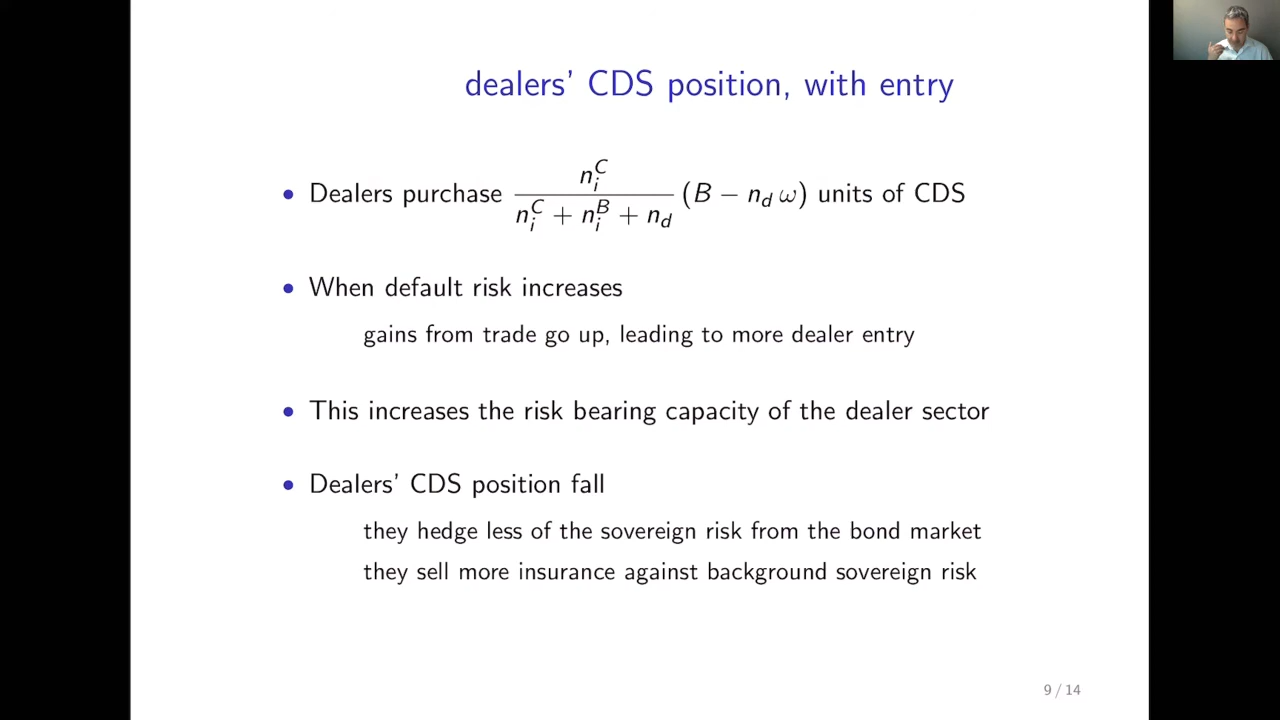 dealers' CDS position, with entry
• Dealers purchase \frac{n_i^C}{n_i^C + n_i^B + n_d} (B − n_d ω) units of CDS
• When default risk increases
gains from trade go up, leading to more dealer entry
• This increases the risk bearing capacity of the dealer sector
• Dealers' CDS position fall
they hedge less of the sovereign risk from the bond market
they sell more insurance against background sovereign risk
9 / 14